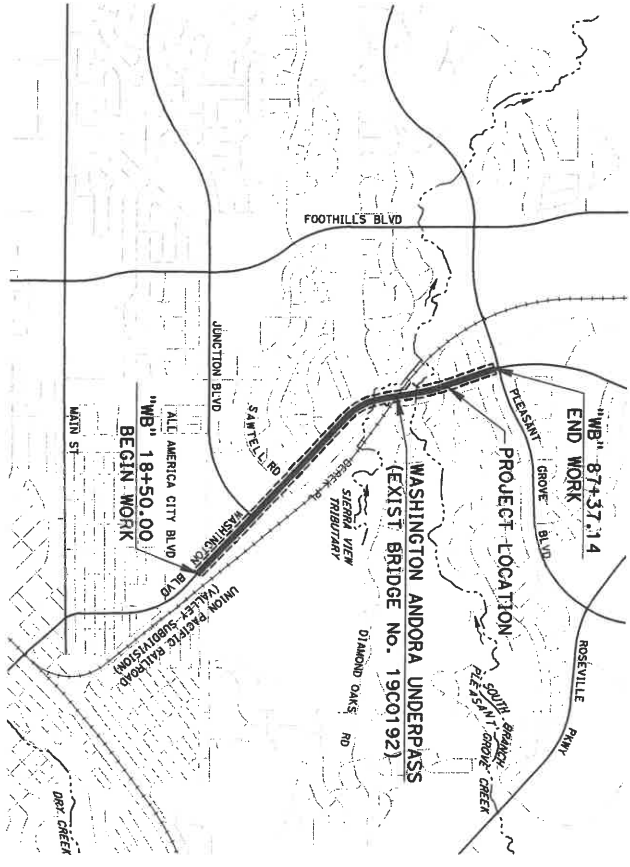 FOOTHILLS BLVD
JUNCTION BLVD
MAIN ST
ALL AMERICA CITY BLVD
"WB" 18+50.00
BEGIN WORK
SAWTELL RD
WASHINGTON
BLVD
UNION PACIFIC RAILROAD
(VALLEY SUBDIVISION)
DEREK PL
SIERRA VIEW
TRIBUTARY
WASHINGTON ANDORA UNDERPASS
(EXIST BRIDGE No. 19C0192)
PROJECT LOCATION
"WB" 87+37.14
END WORK
PLEASANT GROVE BLVD
ROSEVILLE PKWY
SOUTH BRANCH
PLEASANT GROVE CREEK
DIAMOND OAKS RD
DRY CREEK